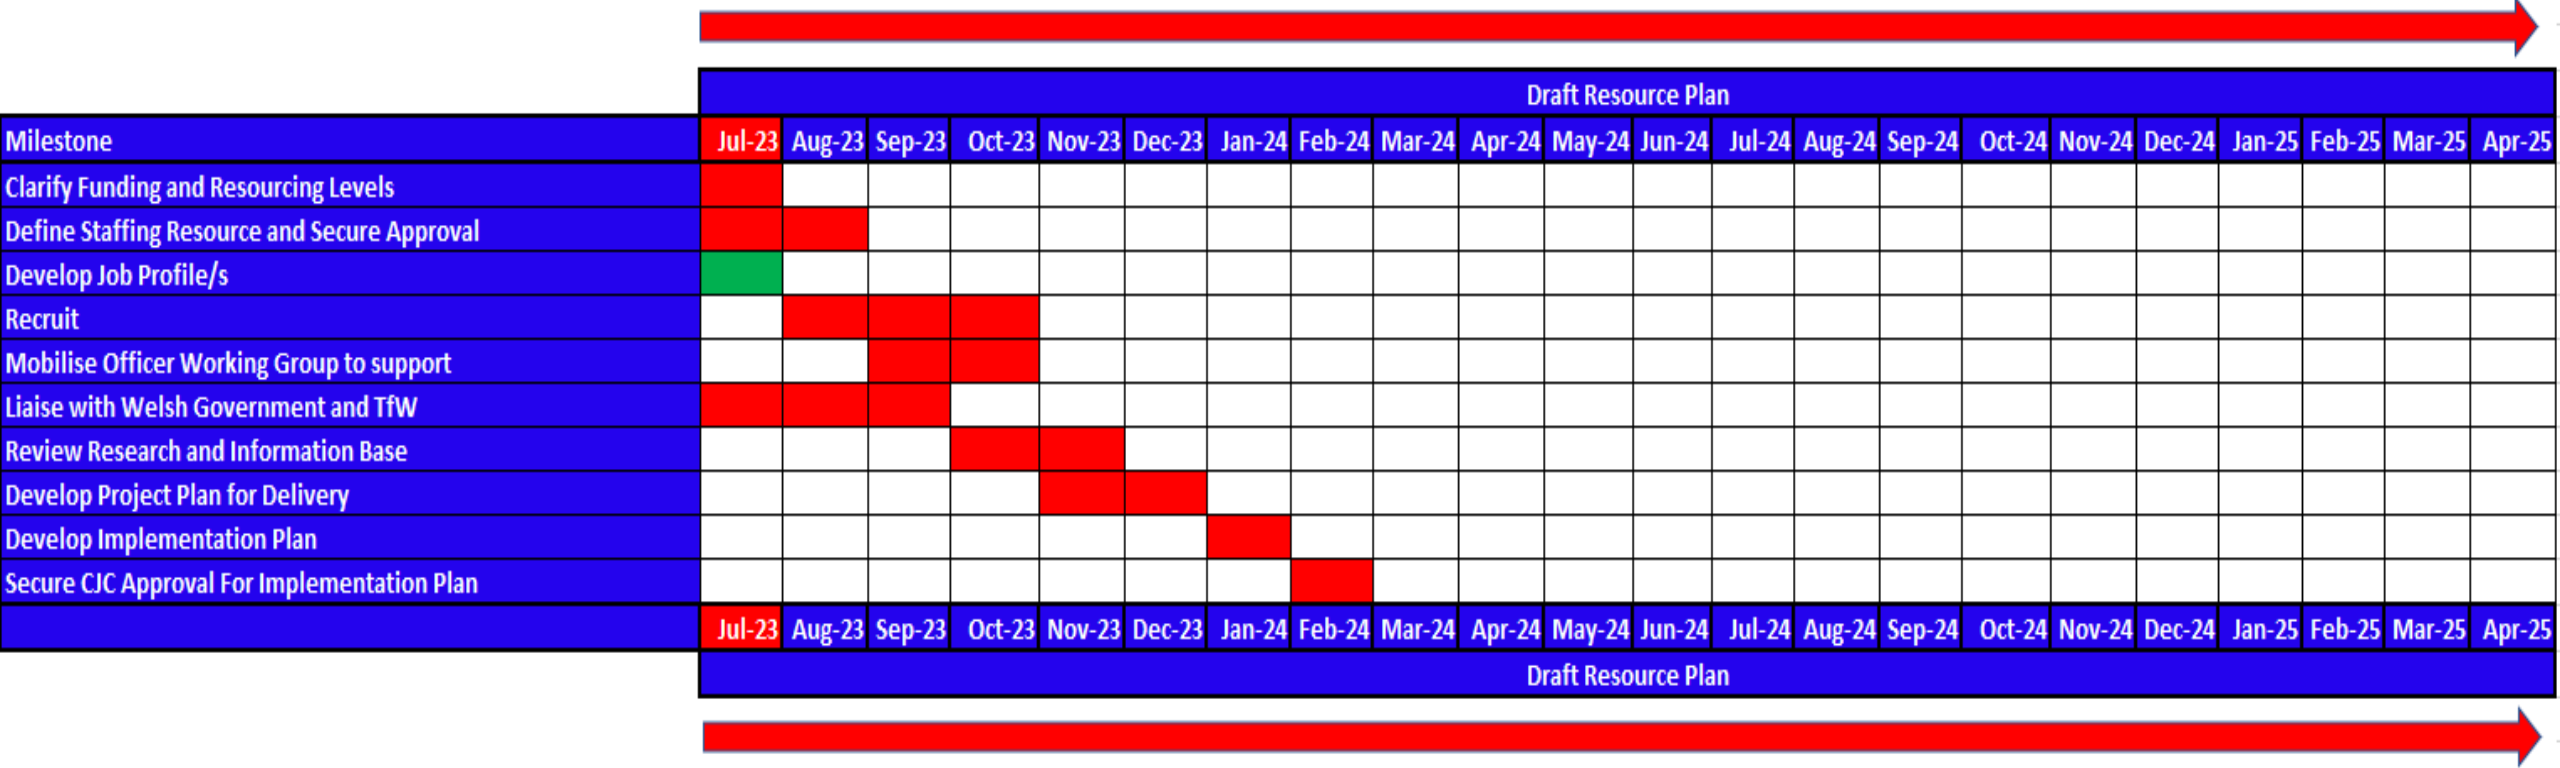 Draft Resource Plan
Milestone Jul-23 Aug-23 Sep-23 Oct-23 Nov-23 Dec-23 Jan-24 Feb-24 Mar-24 Apr-24 May-24 Jun-24 Jul-24 Aug-24 Sep-24 Oct-24 Nov-24 Dec-24 Jan-25 Feb-25 Mar-25 Apr-25
Clarify Funding and Resourcing Levels
Define Staffing Resource and Secure Approval
Develop Job Profile/s
Recruit
Mobilise Officer Working Group to support
Liaise with Welsh Government and TfW
Review Research and Information Base
Develop Project Plan for Delivery
Develop Implementation Plan
Secure CJC Approval For Implementation Plan
Jul-23 Aug-23 Sep-23 Oct-23 Nov-23 Dec-23 Jan-24 Feb-24 Mar-24 Apr-24 May-24 Jun-24 Jul-24 Aug-24 Sep-24 Oct-24 Nov-24 Dec-24 Jan-25 Feb-25 Mar-25 Apr-25
Draft Resource Plan